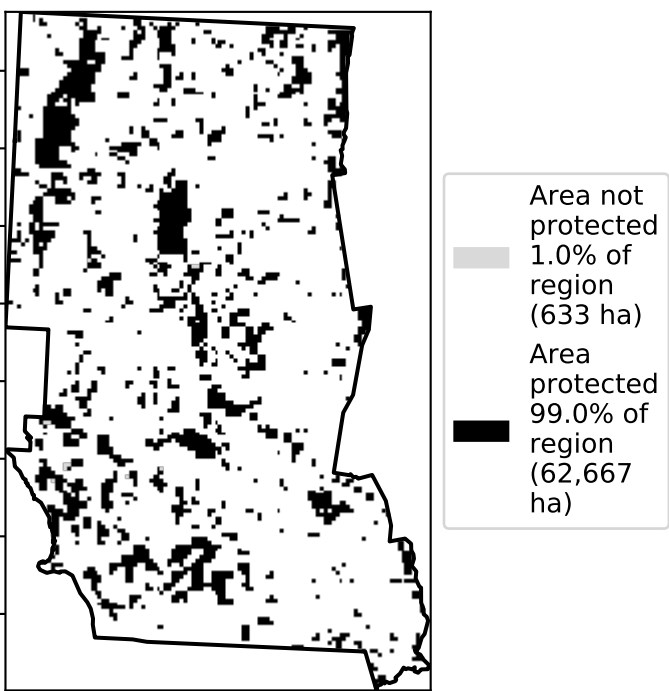 Area not
protected
1.0% of
region
(633 ha)
Area
protected
99.0% of
region
(62,667
ha)